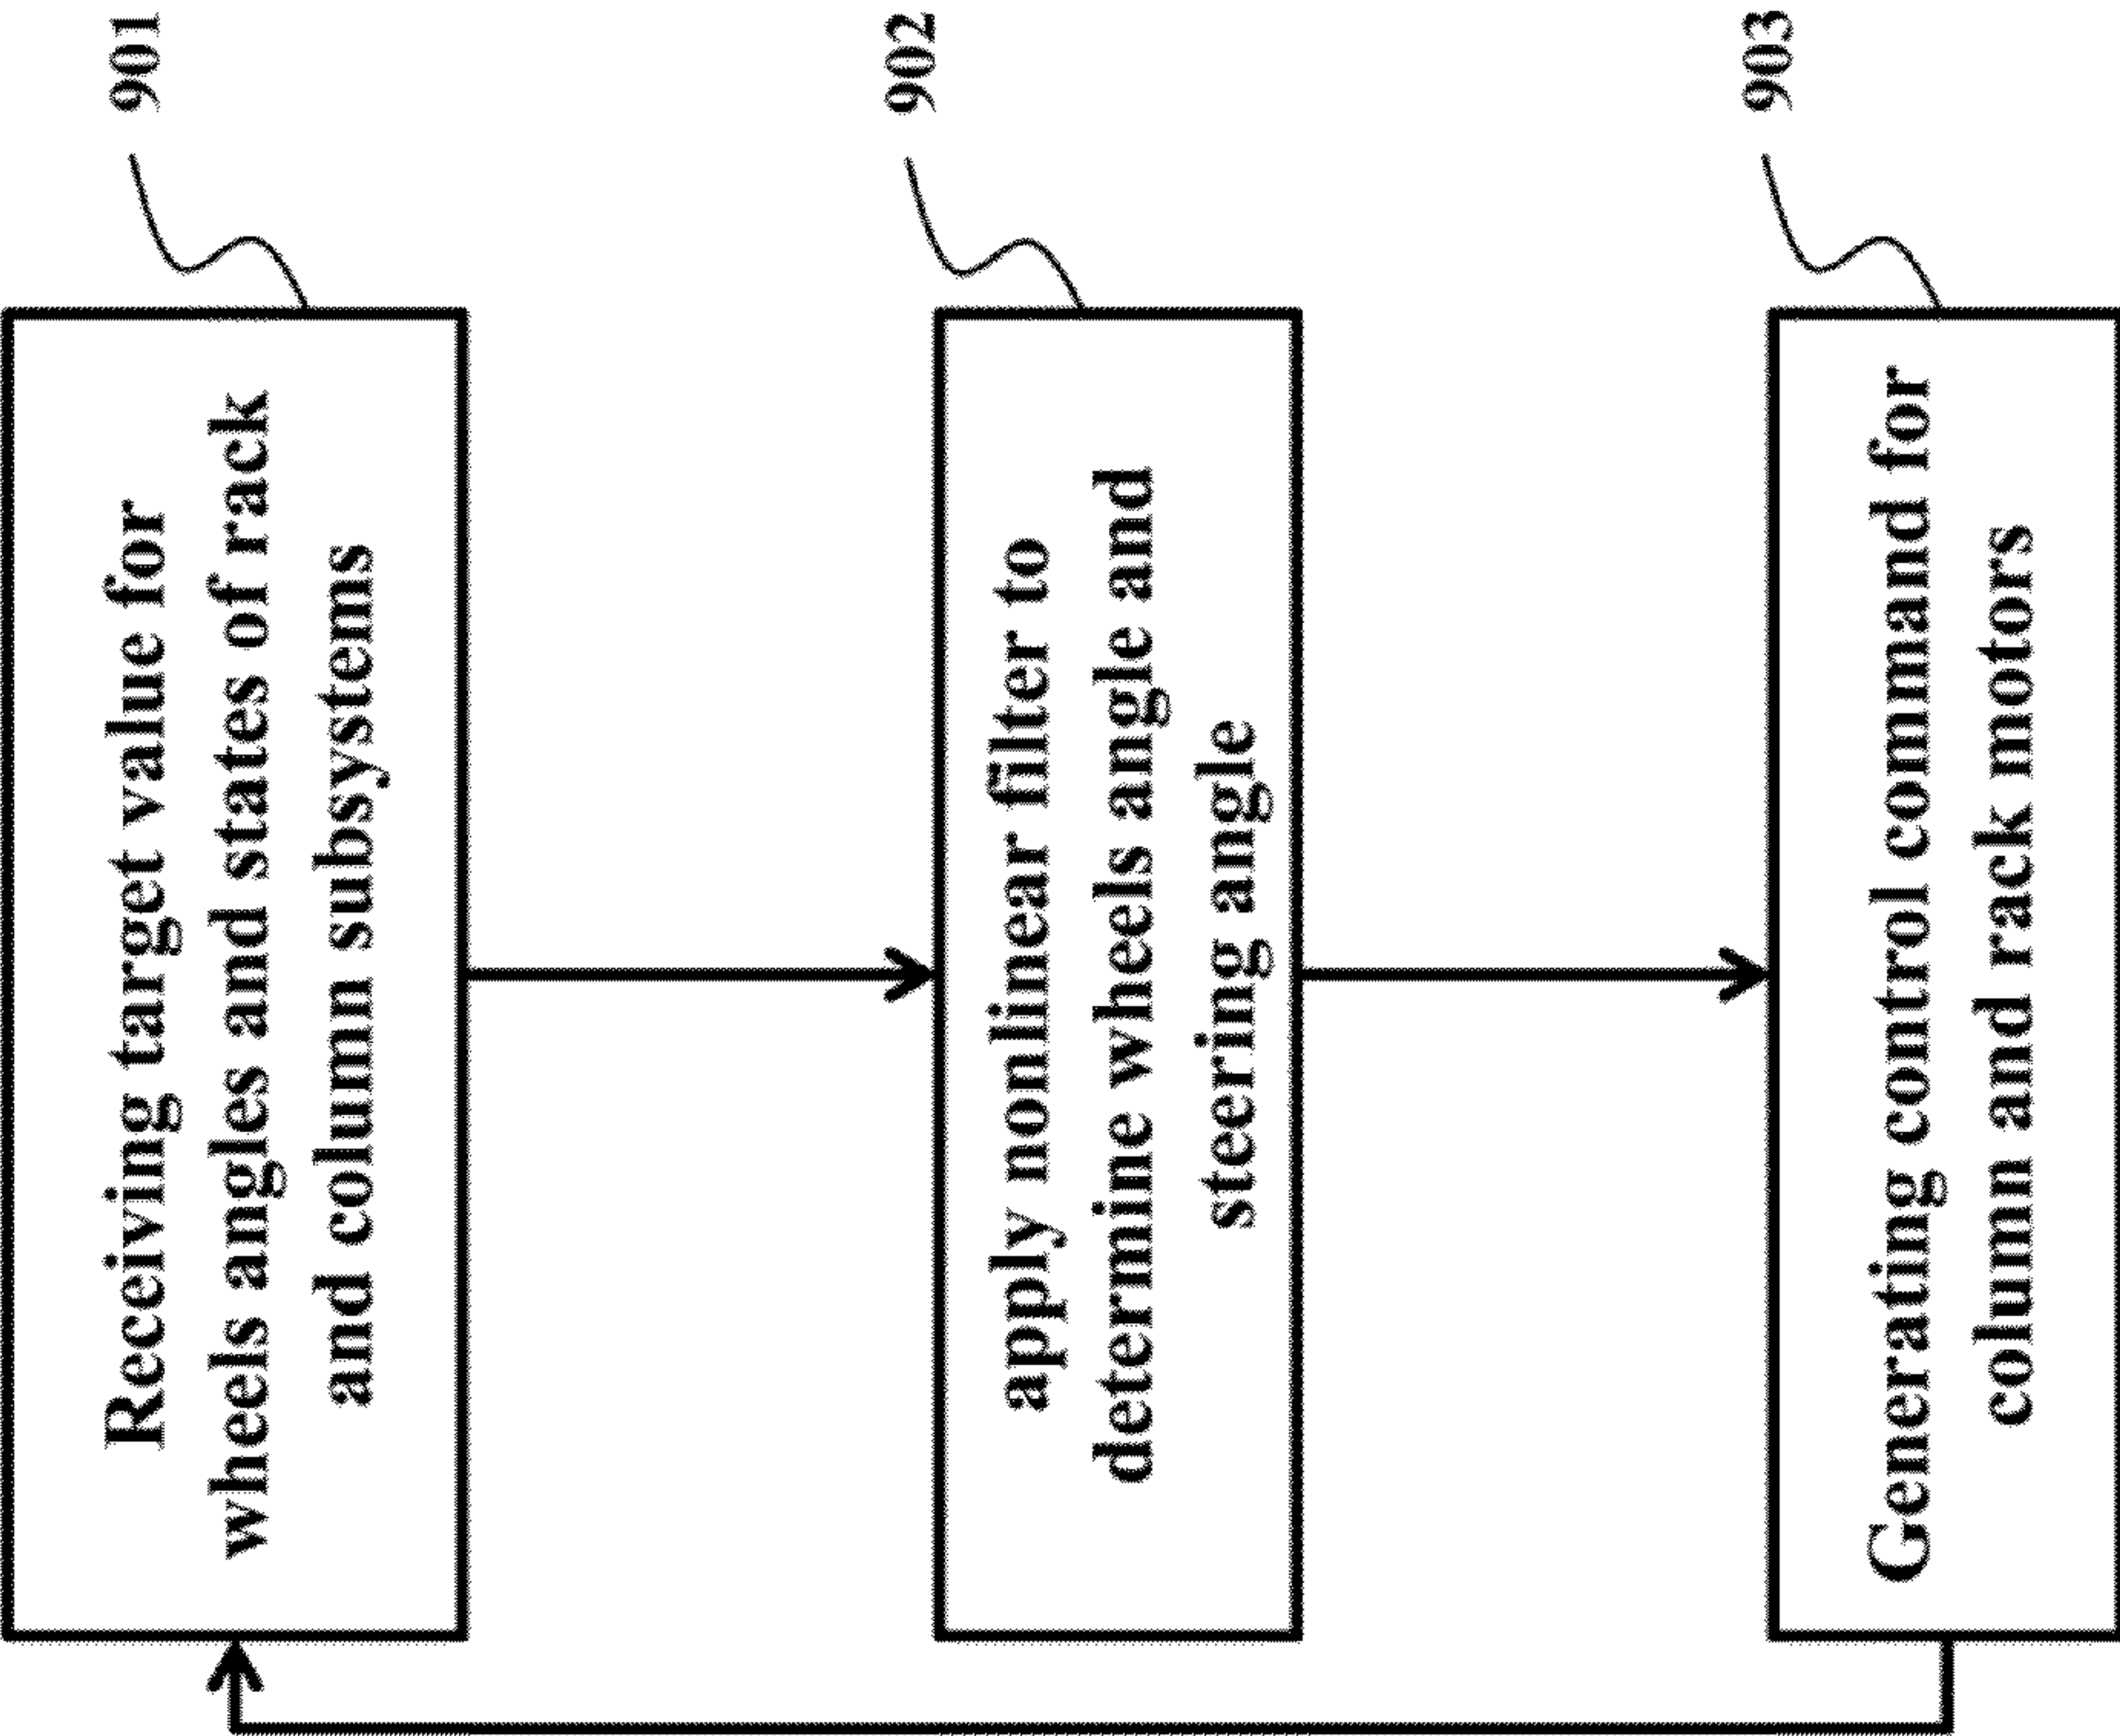 Receiving target value for
wheels angles and states of rack
and column subsystems
901
apply nonlinear filter to
determine wheels angle and
steering angle
902
Generating control command for
column and rack motors
903